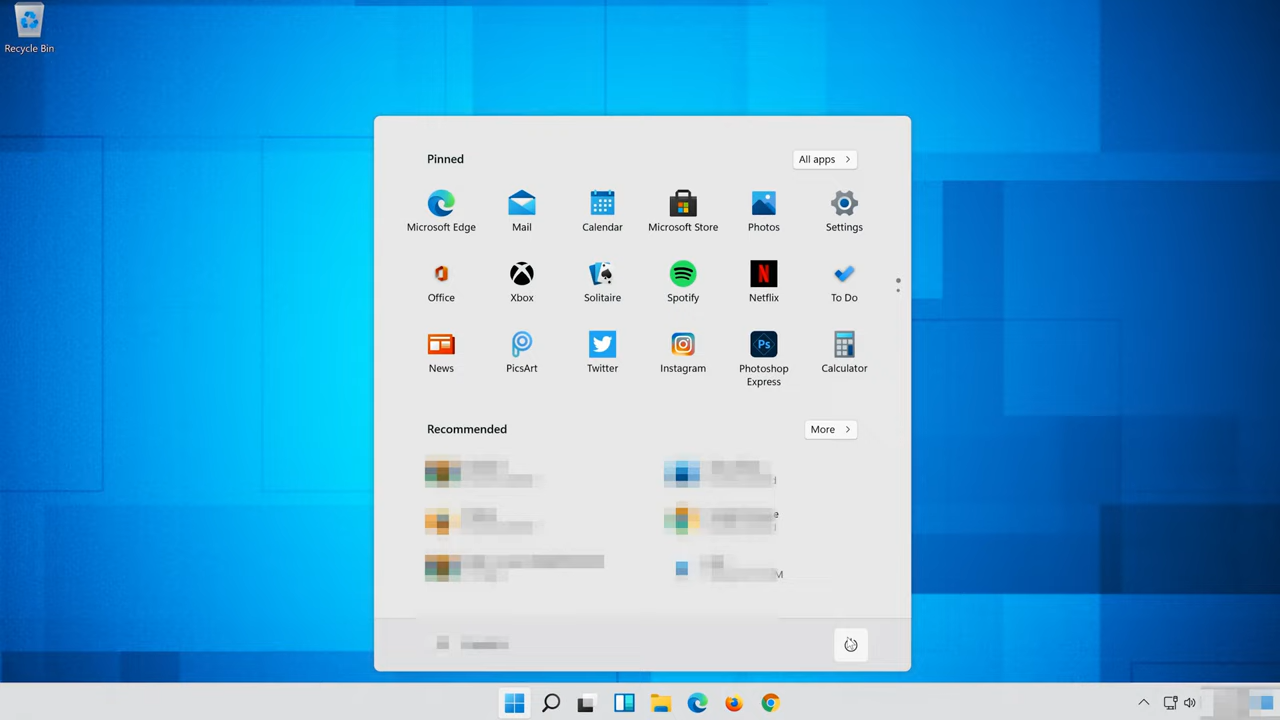 Recycle Bin
Pinned
All apps
Microsoft Edge
Mail
Calendar
Microsoft Store
Photos
Settings
Office
Xbox
Solitaire
Spotify
Netflix
To Do
News
PicsArt
Twitter
Instagram
Ps
Photoshop
Express
Calculator
Recommended
More